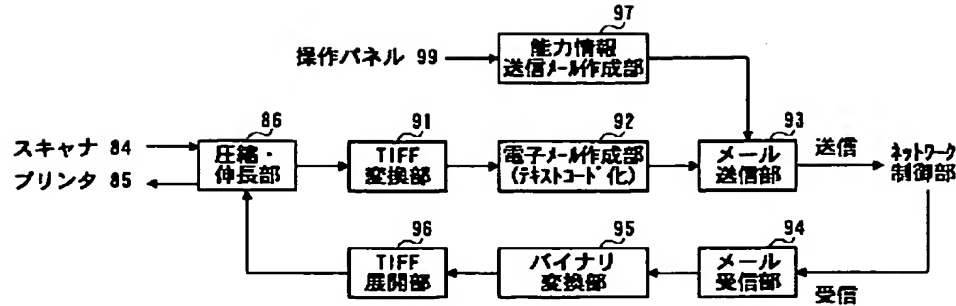 97
操作パネル 99
能力情報
送信メール作成部
86
91
92
93
スキャナ 84
プリンタ 85
圧縮・
伸長部
TIFF
変換部
電子メール作成部
(テキストコード化)
メール
送信部
送信
ネットワーク
制御部
96
95
94
TIFF
展開部
バイナリ
変換部
メール
受信部
受信